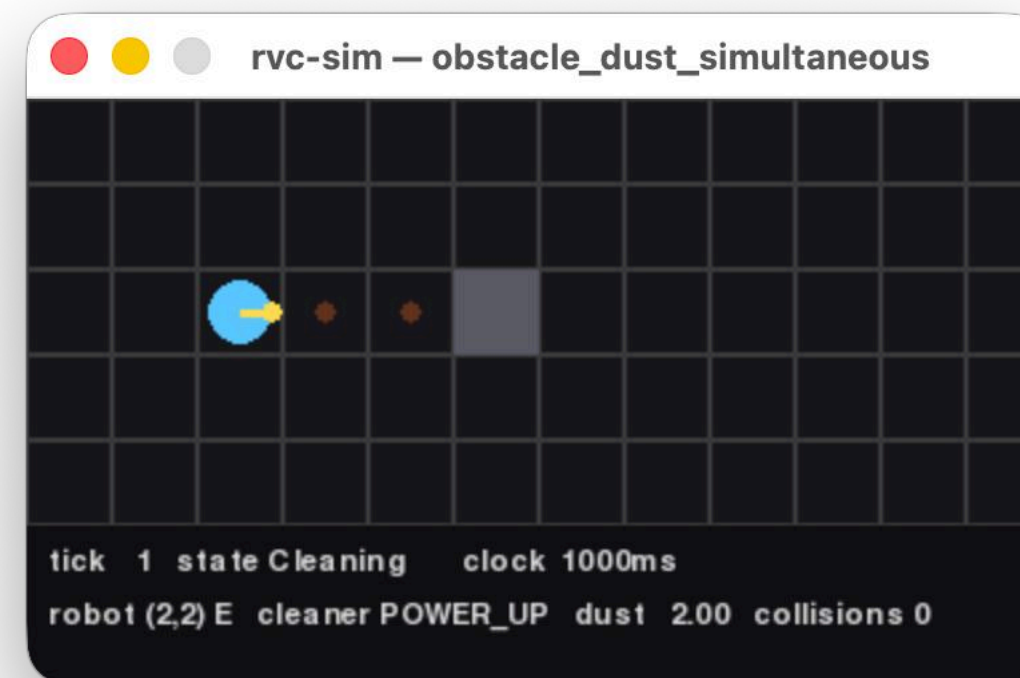 rvc-sim — obstacle_dust_simultaneous
tick 1 state Cleaning clock 1000ms
robot (2,2) E cleaner POWER_UP dust 2.00 collisions 0